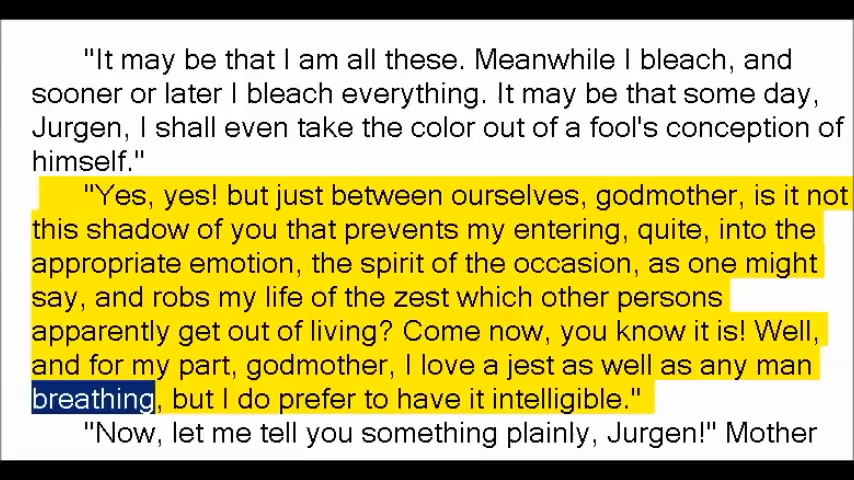 "It may be that I am all these. Meanwhile I bleach, and
sooner or later I bleach everything. It may be that some day,
Jurgen, I shall even take the color out of a fool's conception of
himself."
"Yes, yes! but just between ourselves, godmother, is it not
this shadow of you that prevents my entering, quite, into the
appropriate emotion, the spirit of the occasion, as one might
say, and robs my life of the zest which other persons
apparently get out of living? Come now, you know it is! Well,
and for my part, godmother, I love a jest as well as any man
breathing, but I do prefer to have it intelligible."
"Now, let me tell you something plainly, Jurgen!" Mother